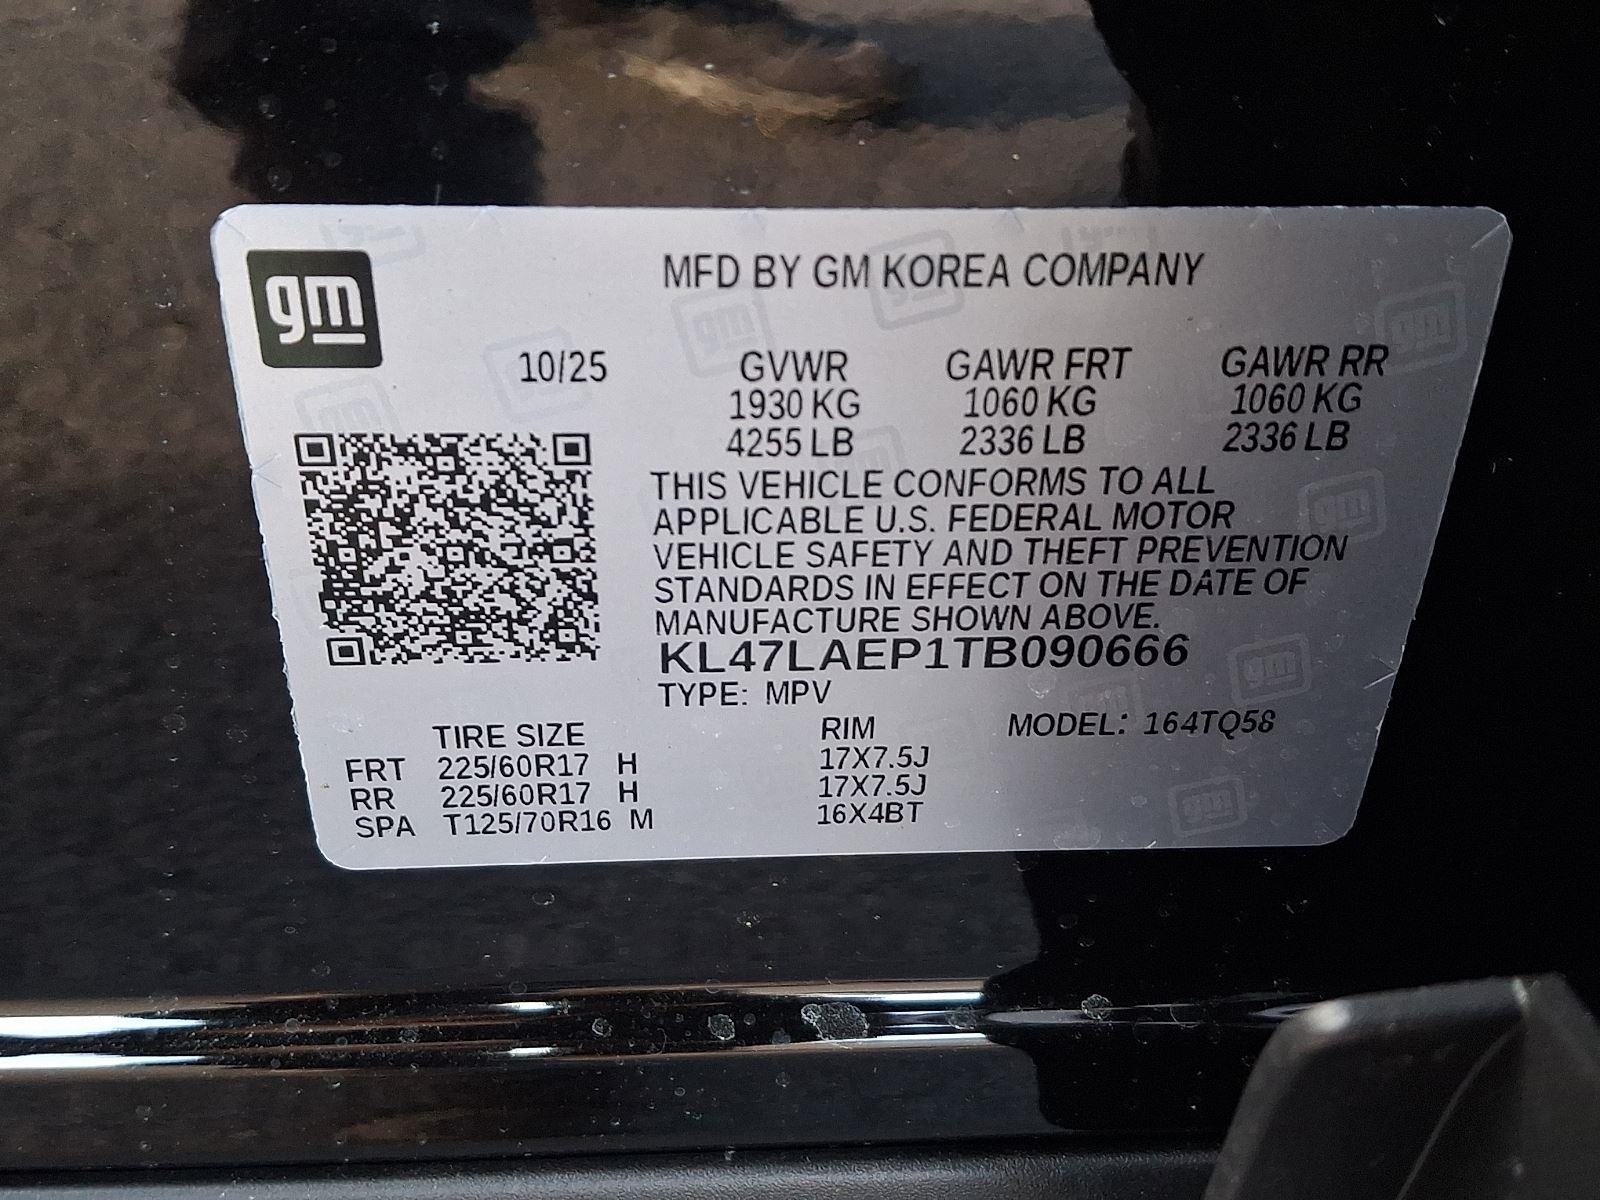 gm
MFD BY GM KOREA COMPANY
10/25 GVWR GAWR FRT GAWR RR
1930 KG 1060 KG 1060 KG
4255 LB 2336 LB 2336 LB
THIS VEHICLE CONFORMS TO ALL
APPLICABLE U.S. FEDERAL MOTOR
VEHICLE SAFETY AND THEFT PREVENTION
STANDARDS IN EFFECT ON THE DATE OF
MANUFACTURE SHOWN ABOVE.
KL47LAEP1TB090666
TYPE: MPV
TIRE SIZE RIM MODEL: 164TQ58
FRT 225/60R17 H 17X7.5J
RR 225/60R17 H 17X7.5J
SPA T125/70R16 M 16X4BT